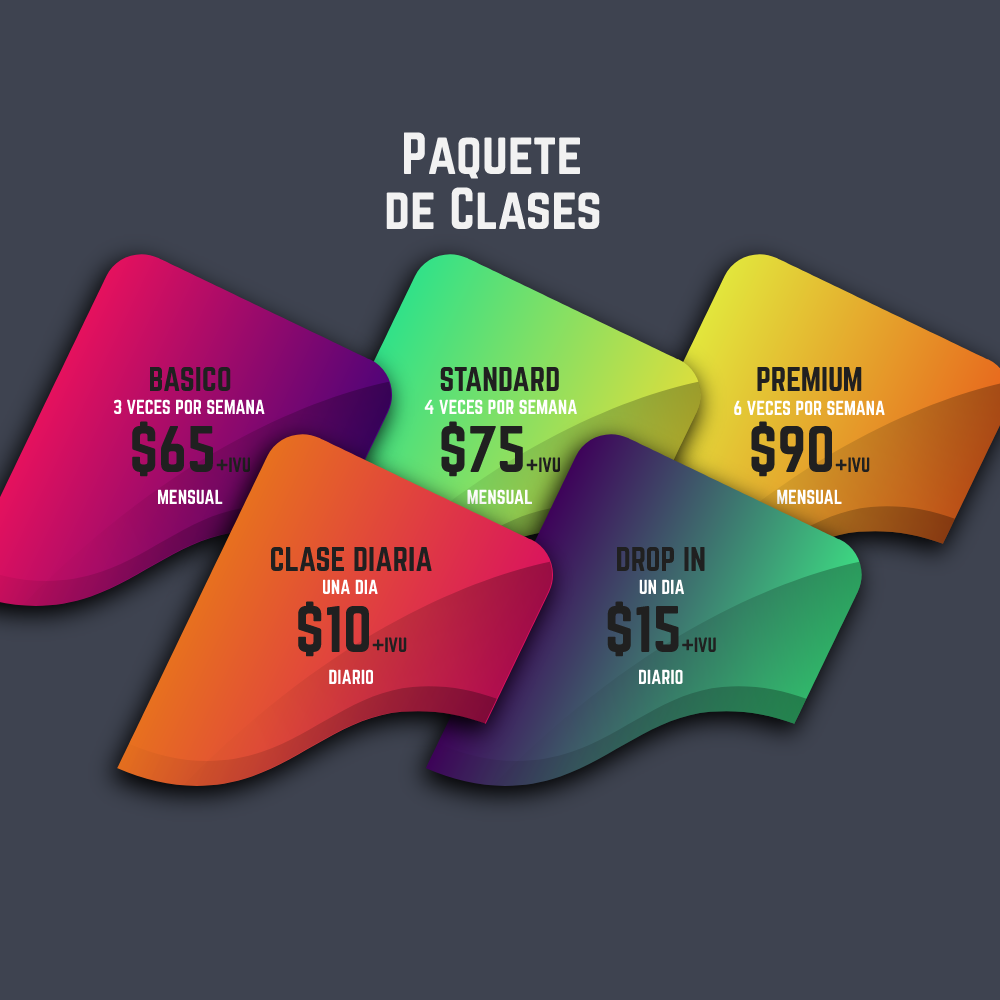 PAQUETE
DE CLASES
BASICO
3 VECES POR SEMANA
$65+IVU
MENSUAL
STANDARD
4 VECES POR SEMANA
$75+IVU
MENSUAL
PREMIUM
6 VECES POR SEMANA
$90+IVU
MENSUAL
CLASE DIARIA
UNA DIA
$10+IVU
DIARIO
DROP IN
UN DIA
$15+IVU
DIARIO